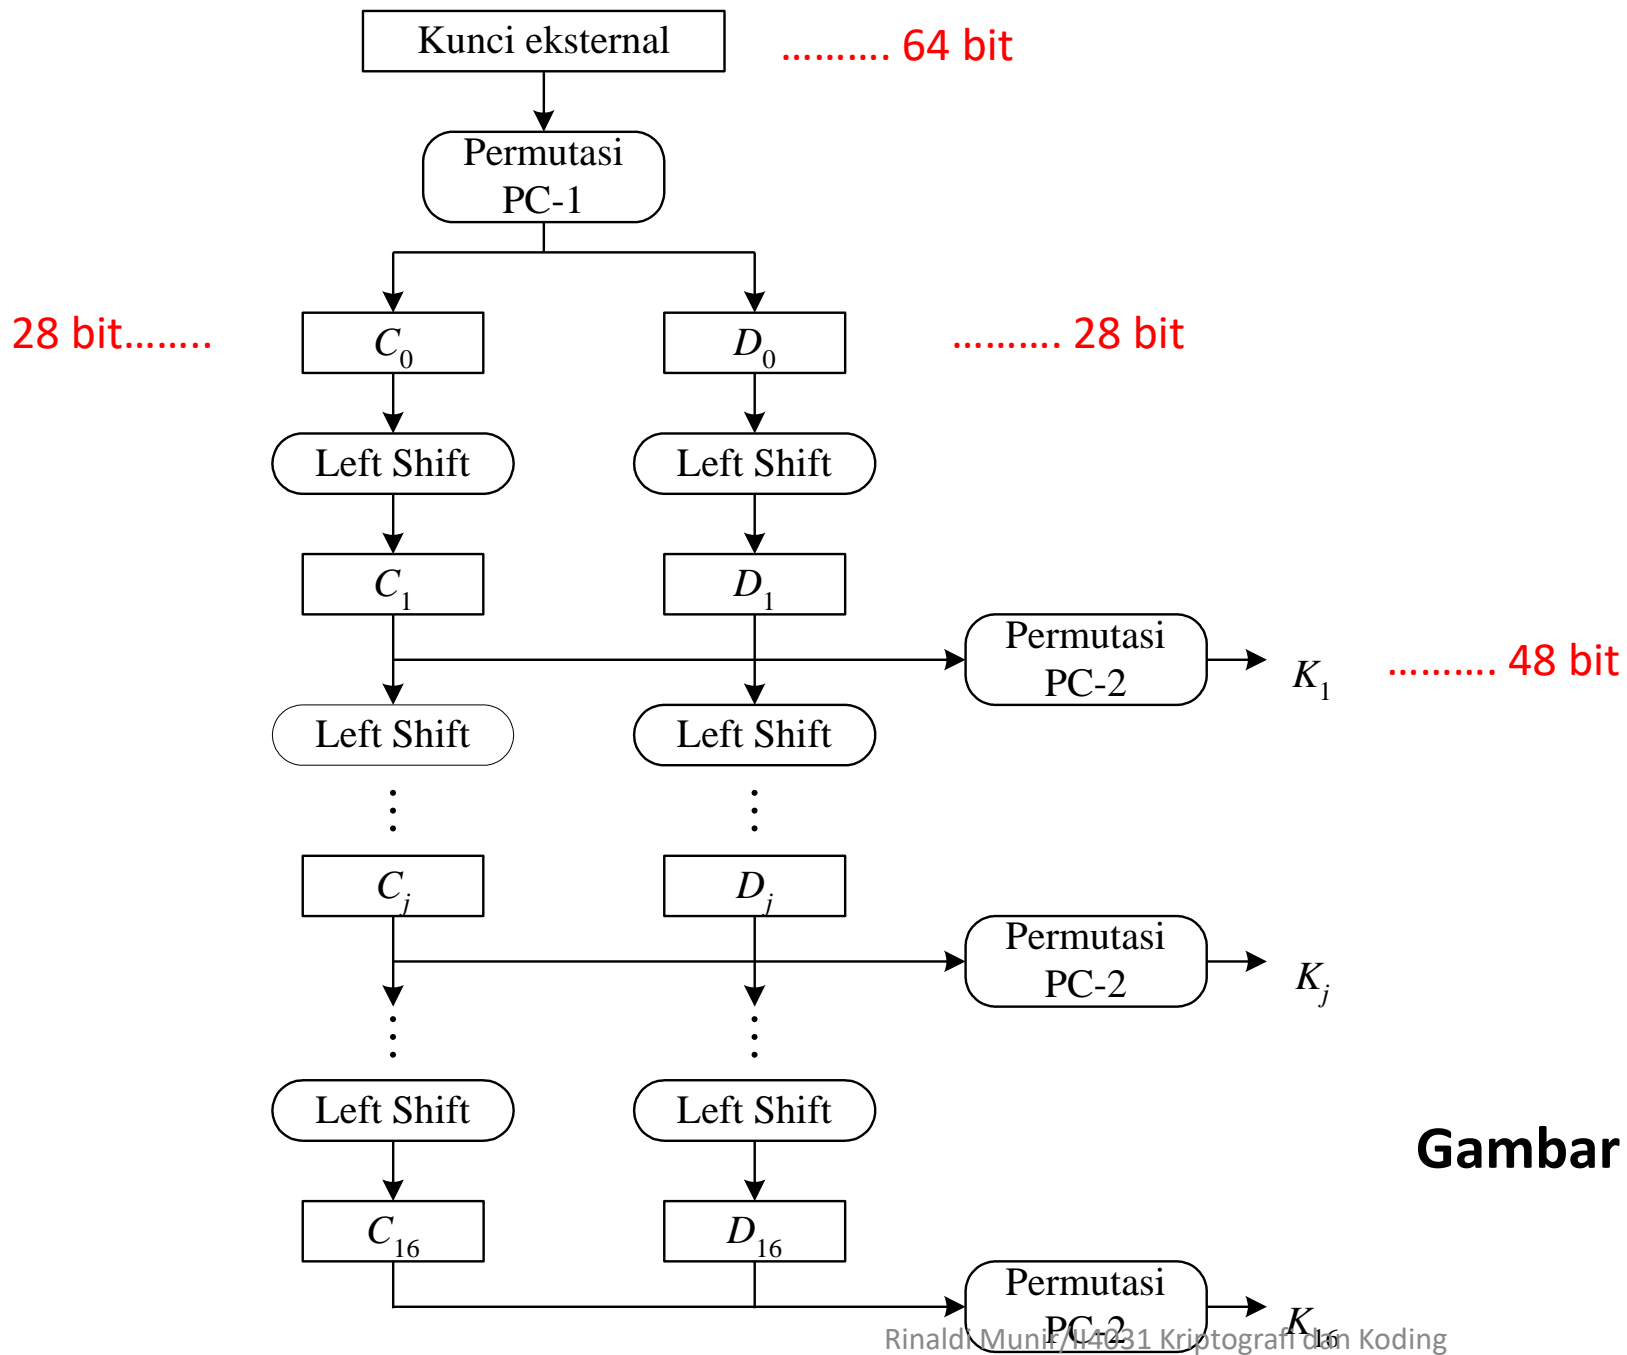 Kunci eksternal
………. 64 bit
Permutasi
PC-1
28 bit……..
C0
D0
………. 28 bit
Left Shift
Left Shift
C1
D1
Permutasi
PC-2
K1
………. 48 bit
Left Shift
Left Shift
Cj
Dj
Permutasi
PC-2
Kj
Left Shift
Left Shift
Gambar
C16
D16
Permutasi
PC-2
K16
Rinaldi Munir/II4031 Kriptografi dan Koding